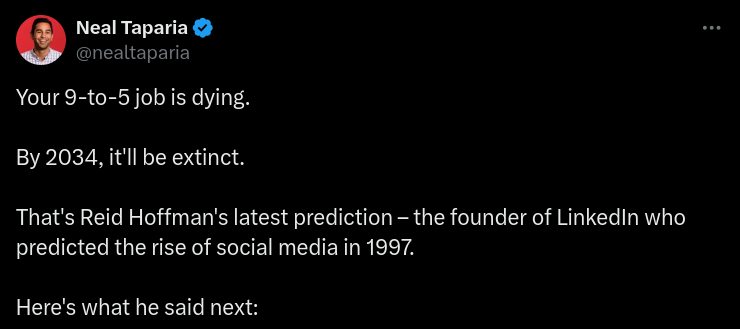 Neal Taparia
@nealtaparia
Your 9-to-5 job is dying.
By 2034, it'll be extinct.
That's Reid Hoffman's latest prediction – the founder of LinkedIn who
predicted the rise of social media in 1997.
Here's what he said next: